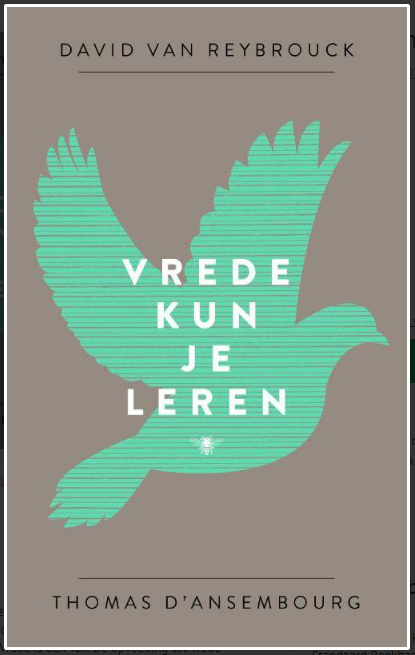 DAVID VAN REYBROUCK
VREDE
KUN
JE
LEREN
THOMAS D'ANSEMBOURG